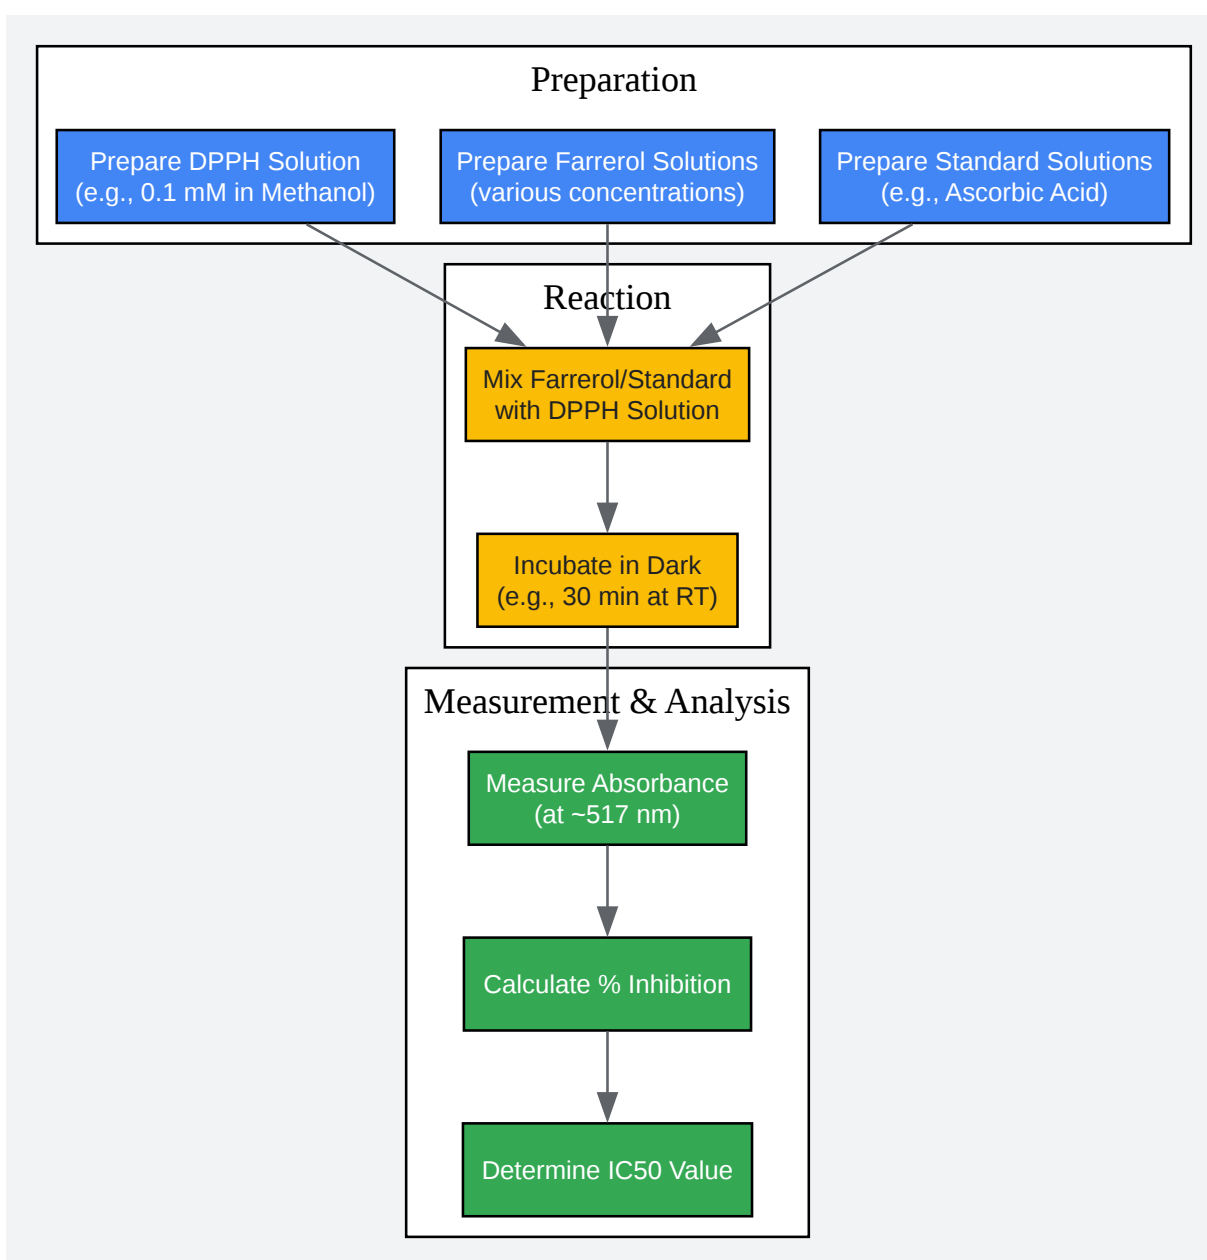 Preparation
Prepare DPPH Solution
(e.g., 0.1 mM in Methanol)
Prepare Farrerol Solutions
(various concentrations)
Prepare Standard Solutions
(e.g., Ascorbic Acid)
Reaction
Mix Farrerol/Standard
with DPPH Solution
Incubate in Dark
(e.g., 30 min at RT)
Measurement & Analysis
Measure Absorbance
(at ~517 nm)
Calculate % Inhibition
Determine IC50 Value